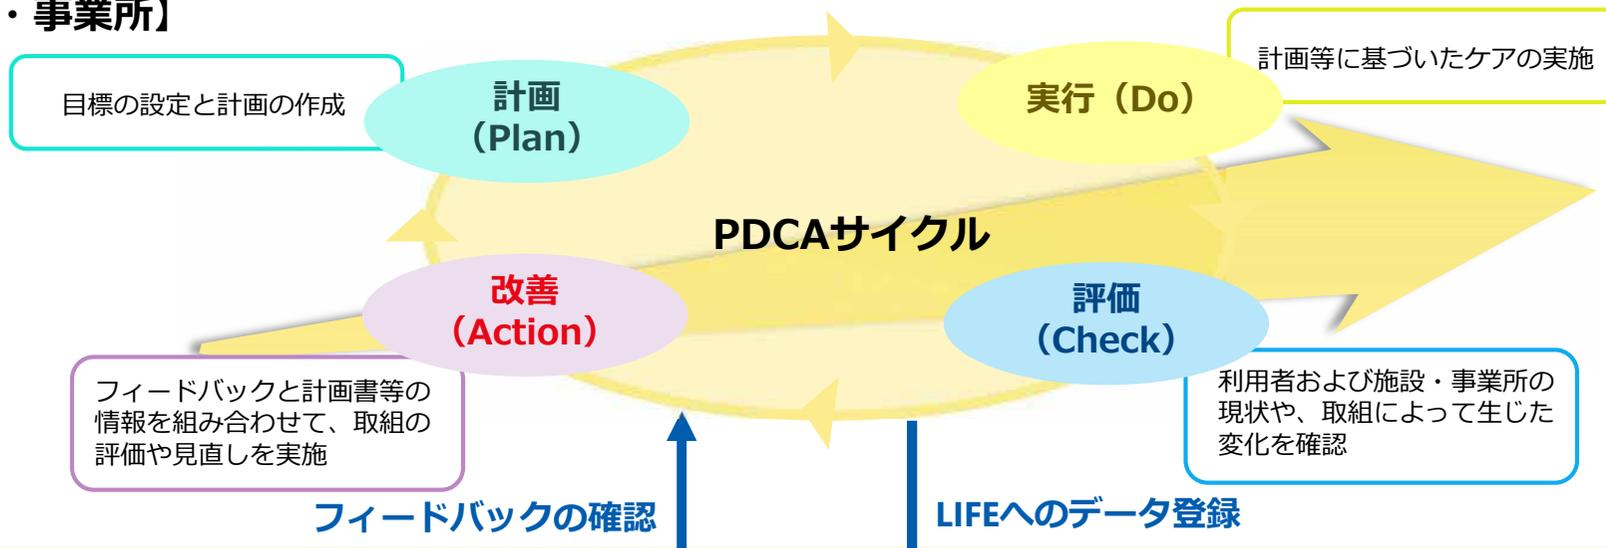 ・事業所】
目標の設定と計画の作成
計画
（Plan）
実行（Do）
計画等に基づいたケアの実施
PDCAサイクル
改善
（Action）
評価
（Check）
フィードバックと計画書等の
情報を組み合わせて、取組の
評価や見直しを実施
利用者および施設・事業所の
現状や、取組によって生じた
変化を確認
フィードバックの確認
LIFEへのデータ登録